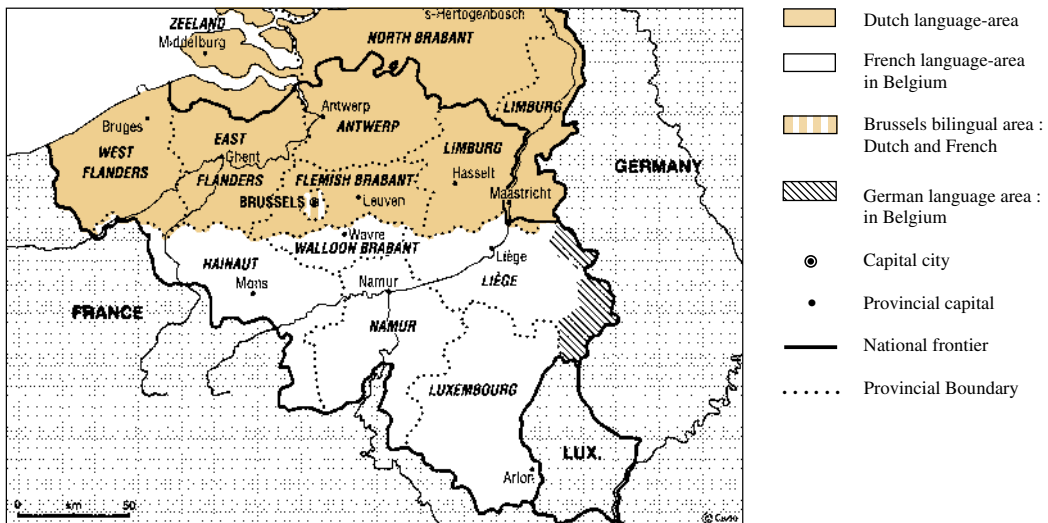 ZEELAND
Middelburg
's-Hertogenbosch
NORTH BRABANT
LIMBURG
Antwerp
ANTWERP
Bruges
EAST
FLANDERS
Ghent
WEST
FLANDERS
LIMBURG
Hasselt
GERMANY
FLEMISH BRABANT
BRUSSELS
Leuven
Maastricht
Wavre
WALLOON BRABANT
Liège
LIÈGE
HAINAUT
Mons
Namur
NAMUR
FRANCE
LUXEMBOURG
LUX.
Arlon
0 km 50
Dutch language-area
French language-area
in Belgium
Brussels bilingual area :
Dutch and French
German language area :
in Belgium
Capital city
Provincial capital
National frontier
Provincial Boundary